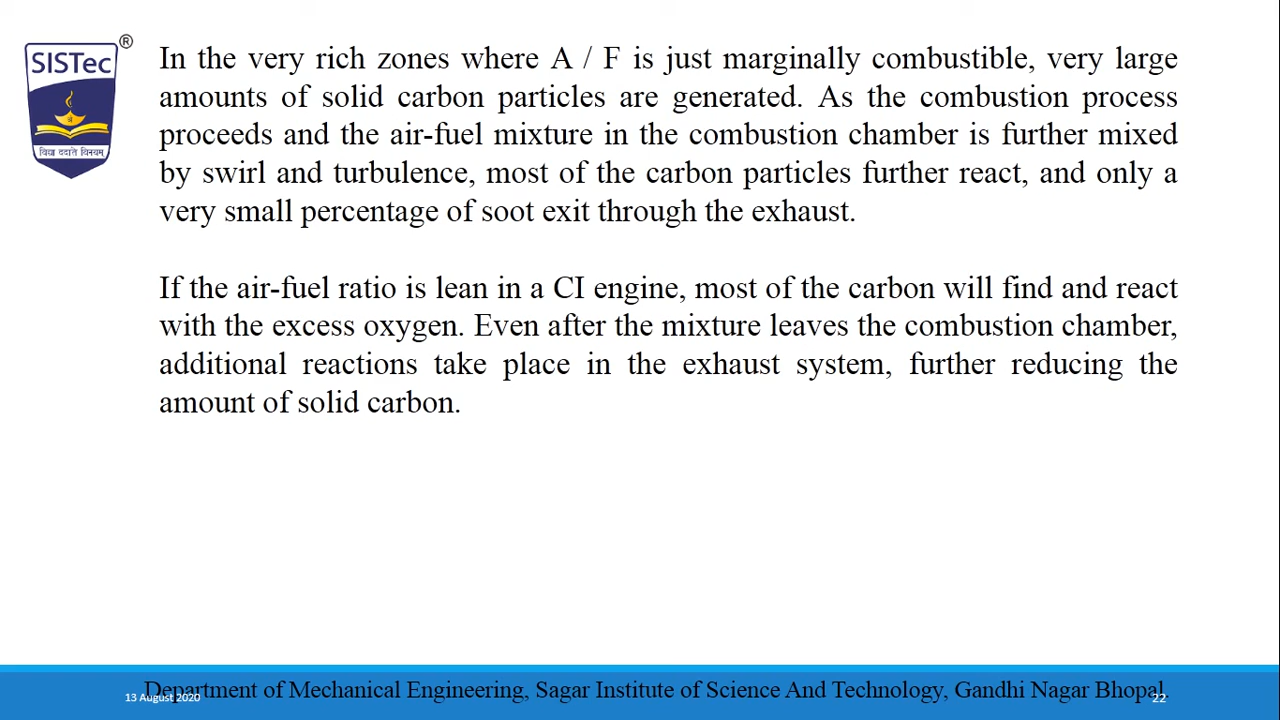 ®
SISTec
विद्या ददाति विनयम्
In the very rich zones where A / F is just marginally combustible, very large
amounts of solid carbon particles are generated. As the combustion process
proceeds and the air-fuel mixture in the combustion chamber is further mixed
by swirl and turbulence, most of the carbon particles further react, and only a
very small percentage of soot exit through the exhaust.
If the air-fuel ratio is lean in a CI engine, most of the carbon will find and react
with the excess oxygen. Even after the mixture leaves the combustion chamber,
additional reactions take place in the exhaust system, further reducing the
amount of solid carbon.
Department of Mechanical Engineering, Sagar Institute of Science And Technology, Gandhi Nagar Bhopal.
13 August 2020
22